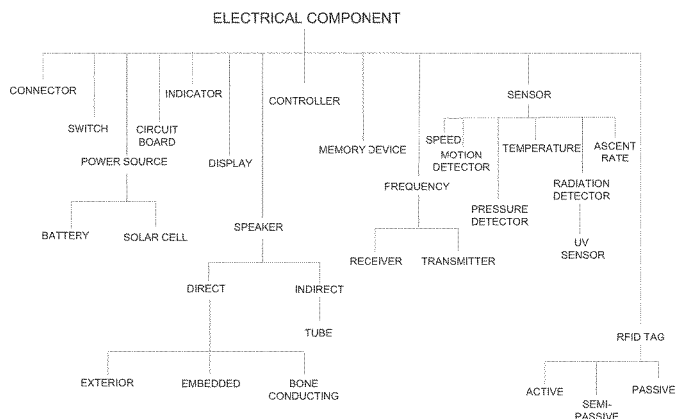 ELECTRICAL COMPONENT
CONNECTOR
SWITCH
POWER SOURCE
BATTERY
SOLAR CELL
CIRCUIT
BOARD
INDICATOR
DISPLAY
SPEAKER
DIRECT
EXTERIOR
EMBEDDED
BONE
CONDUCTING
INDIRECT
TUBE
CONTROLLER
MEMORY DEVICE
FREQUENCY
RECEIVER
TRANSMITTER
SENSOR
SPEED
MOTION
DETECTOR
PRESSURE
DETECTOR
TEMPERATURE
RADIATION
DETECTOR
UV
SENSOR
ASCENT
RATE
RFID TAG
ACTIVE
SEMI-
PASSIVE
PASSIVE